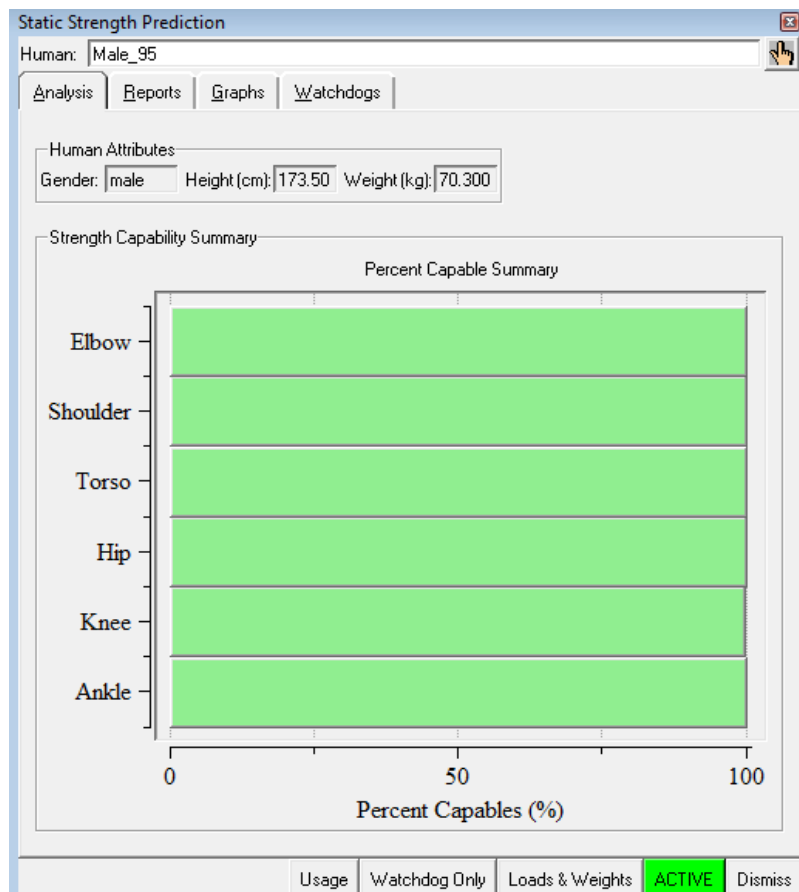 Static Strength Prediction
Human: Male_95
Analysis Reports Graphs Watchdogs
Human Attributes
Gender: male Height (cm): 173.50 Weight (kg): 70.300
Strength Capability Summary
Percent Capable Summary
Elbow
Shoulder
Torso
Hip
Knee
Ankle
0 50 100
Percent Capables (%)
Usage Watchdog Only Loads & Weights ACTIVE Dismiss